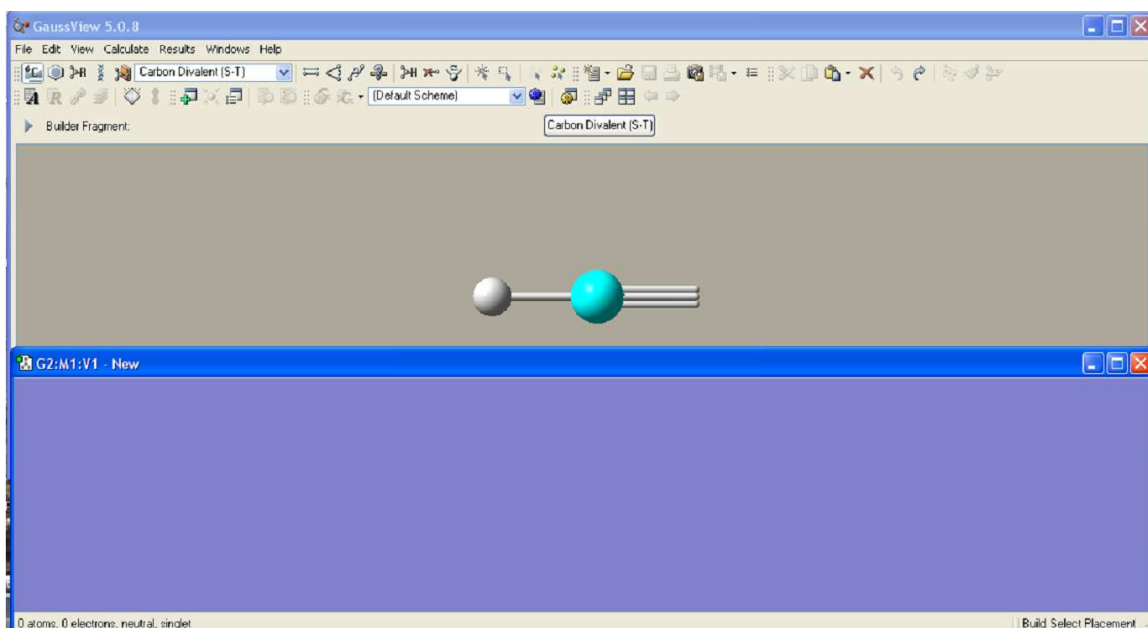 GaussView 5.0.8
File Edit View Calculate Results Windows Help
Carbon Divalent (S-T)
(Default Scheme)
Builder Fragment:
Carbon Divalent (S-T)
G2:M1:V1 - New
0 atoms, 0 electrons, neutral, singlet
Build Select Placement